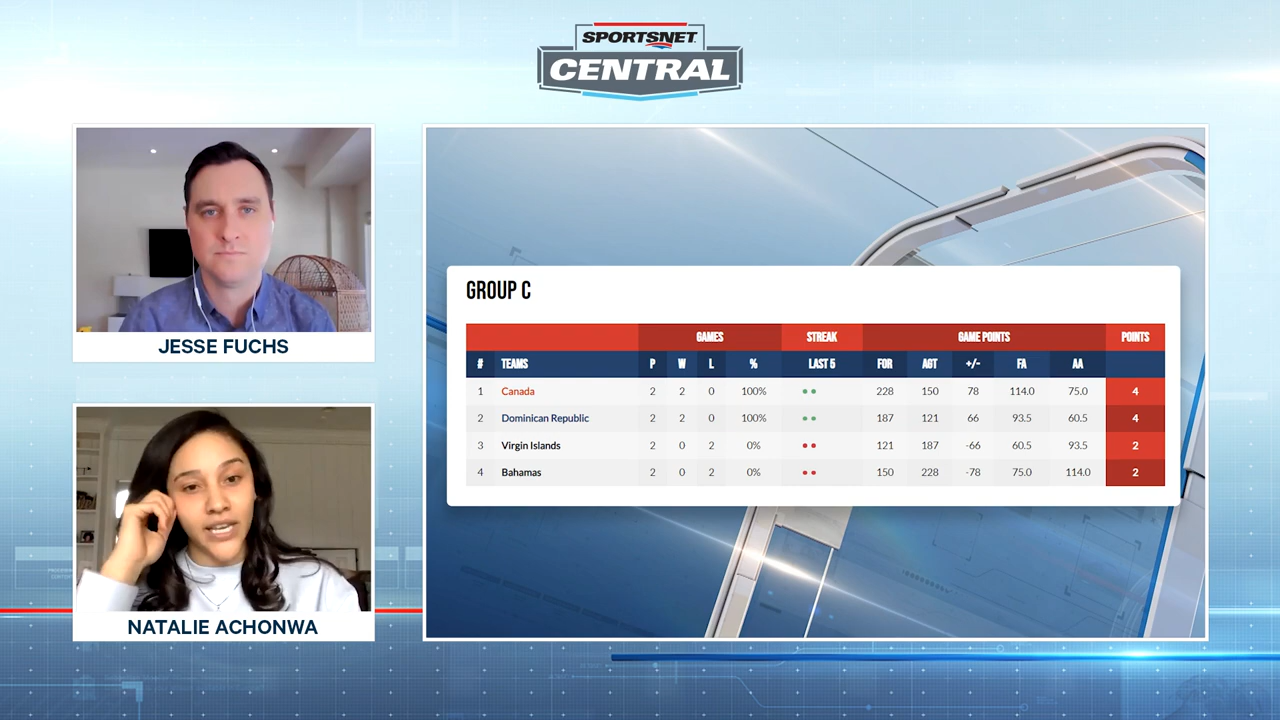 SPORTSNET
CENTRAL
JESSE FUCHS
NATALIE ACHONWA
GROUP C
GAMES STREAK GAME POINTS POINTS
# TEAMS P W L % LAST 5 FOR AGT +/- FA AA
1 Canada 2 2 0 100% 228 150 78 114.0 75.0 4
2 Dominican Republic 2 2 0 100% 187 121 66 93.5 60.5 4
3 Virgin Islands 2 0 2 0% 121 187 -66 60.5 93.5 2
4 Bahamas 2 0 2 0% 150 228 -78 75.0 114.0 2